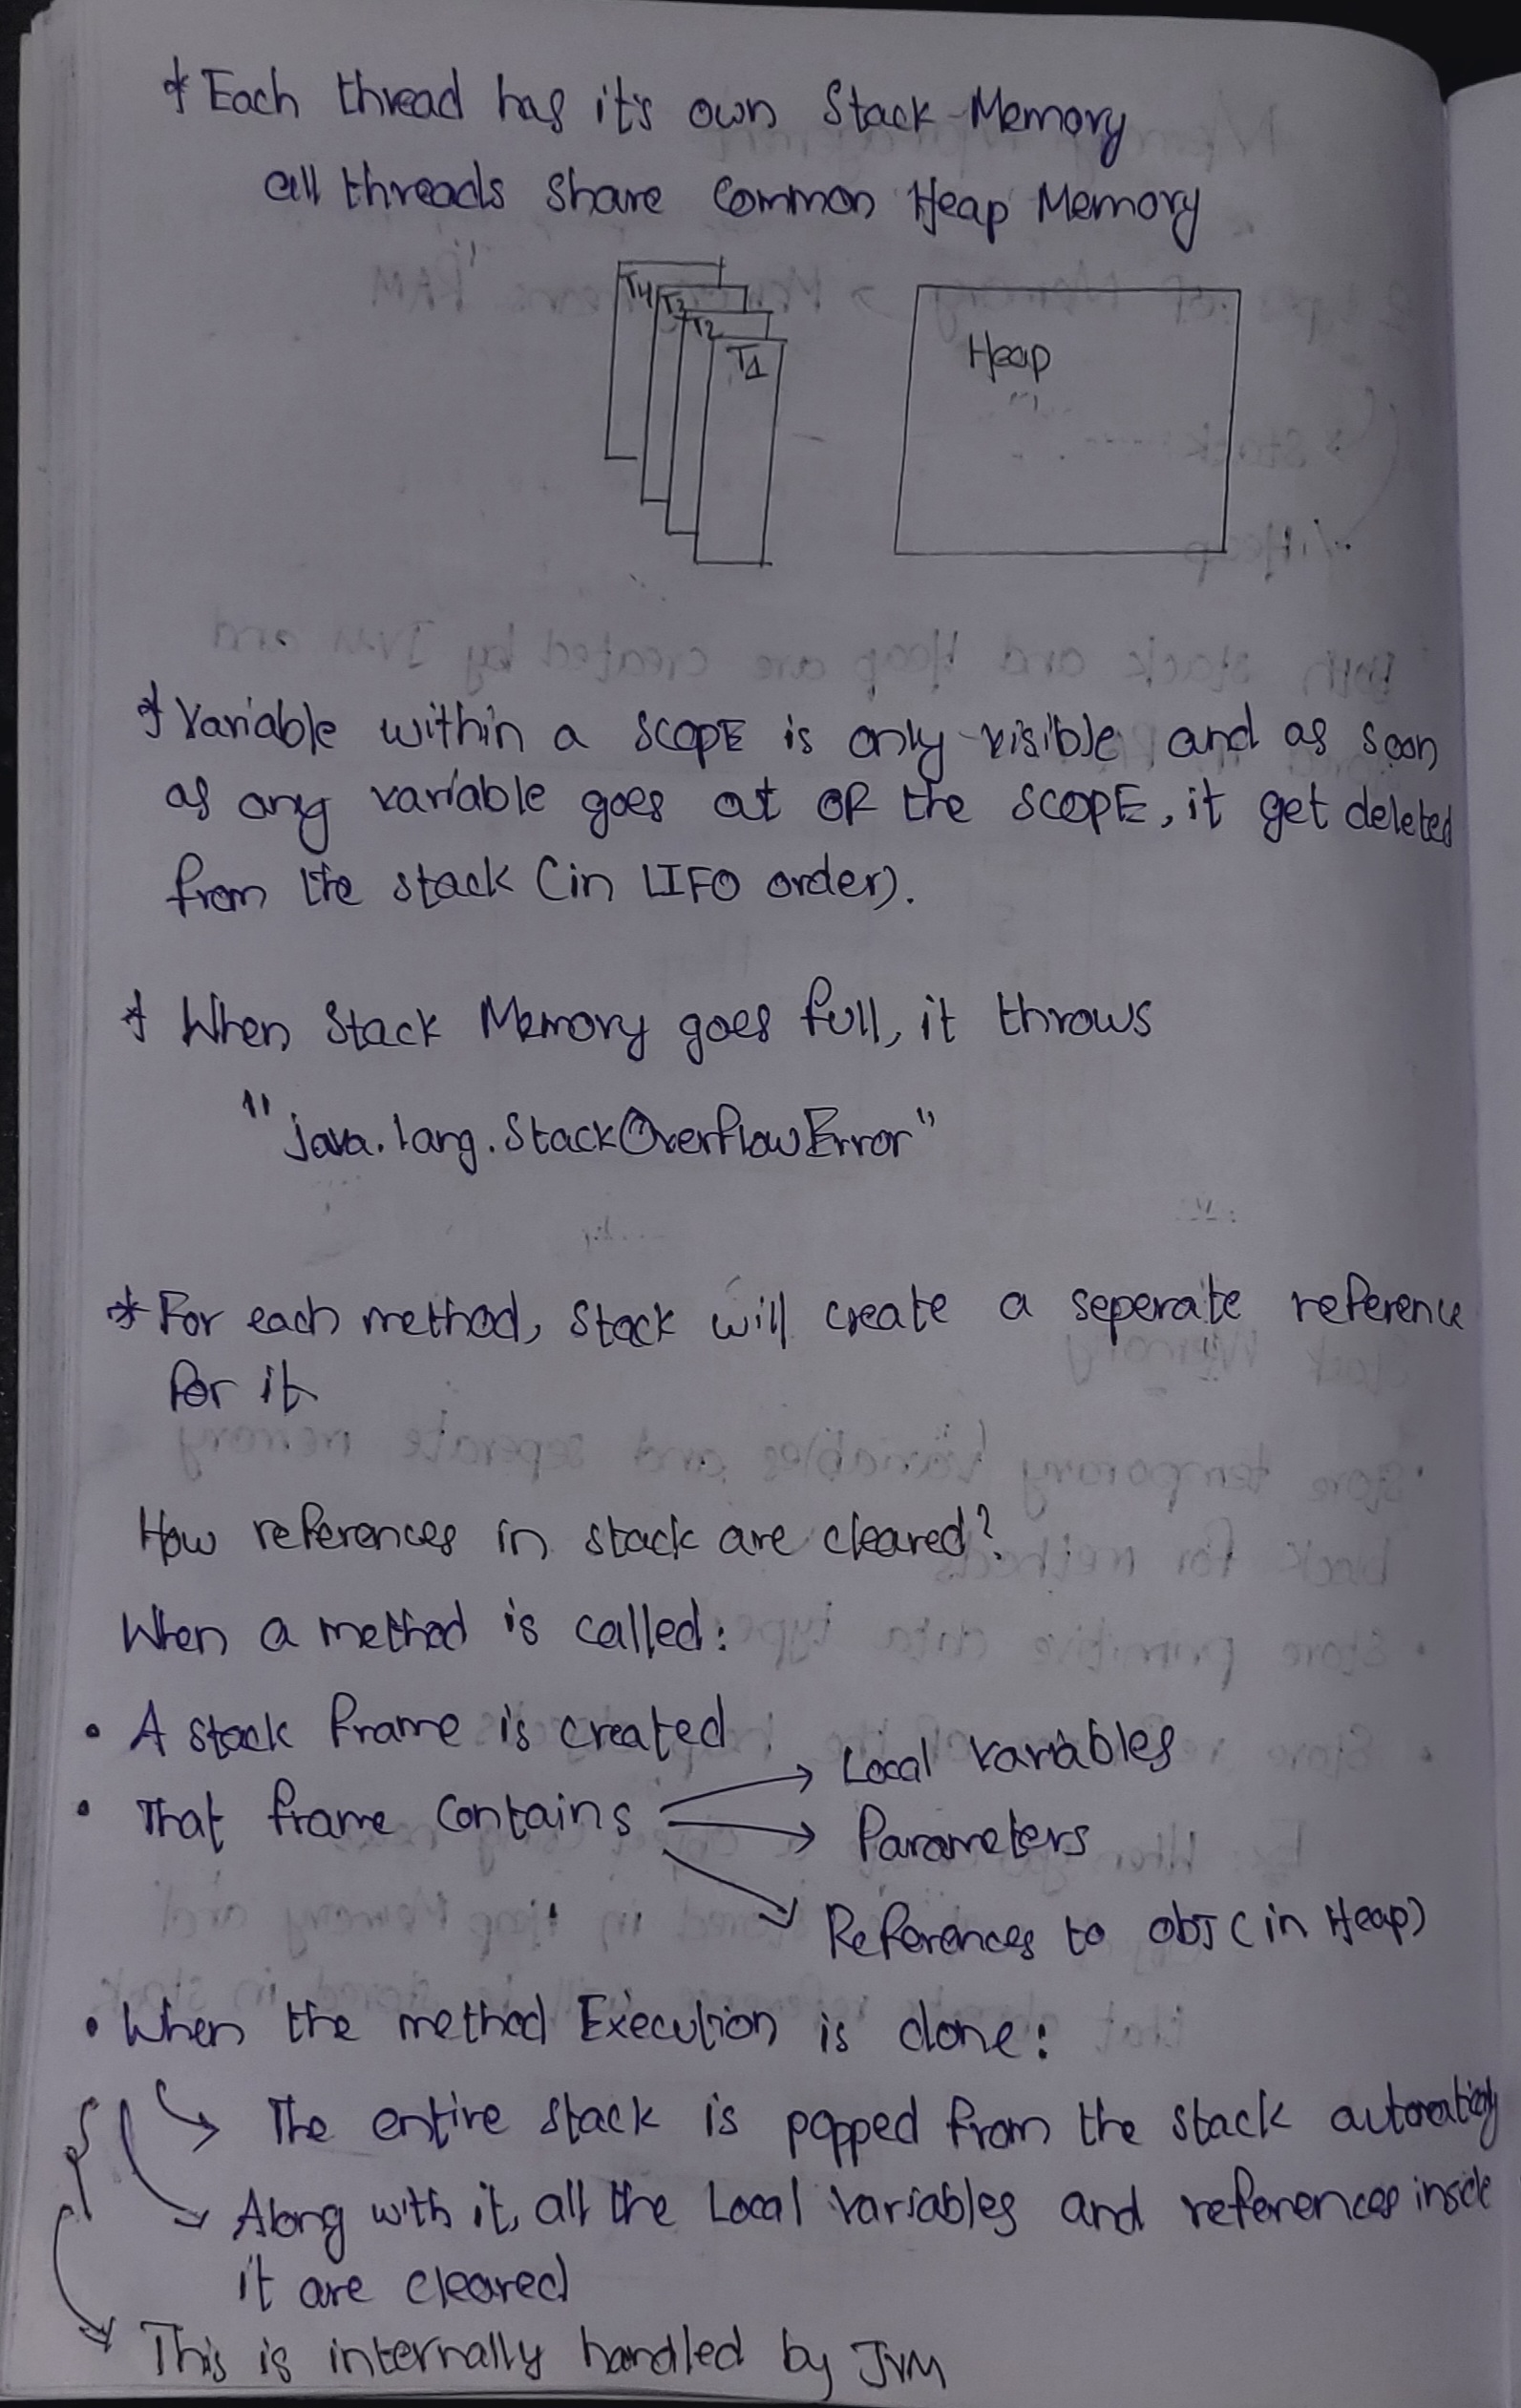 * Each thread has it's own Stack Memory
all threads share common Heap Memory
T4 T3 T2 T1
Heap
* Variable within a SCOPE is only visible and as soon
as any variable goes out OF the SCOPE, it get deleted
from the stack (in LIFO order).
* When Stack Memory goes full, it throws
"java.lang.StackOverflowError"
* For each method, Stack will create a seperate reference
for it
How references in stack are cleared?
When a method is called:
• A stack frame is created
• That frame contains → Local variables
→ Parameters
→ References to obj (in Heap)
• When the method Execution is done:
→ The entire stack is popped from the stack automatically
→ Along with it, all the Local variables and references inside
it are cleared
→ This is internally handled by JVM